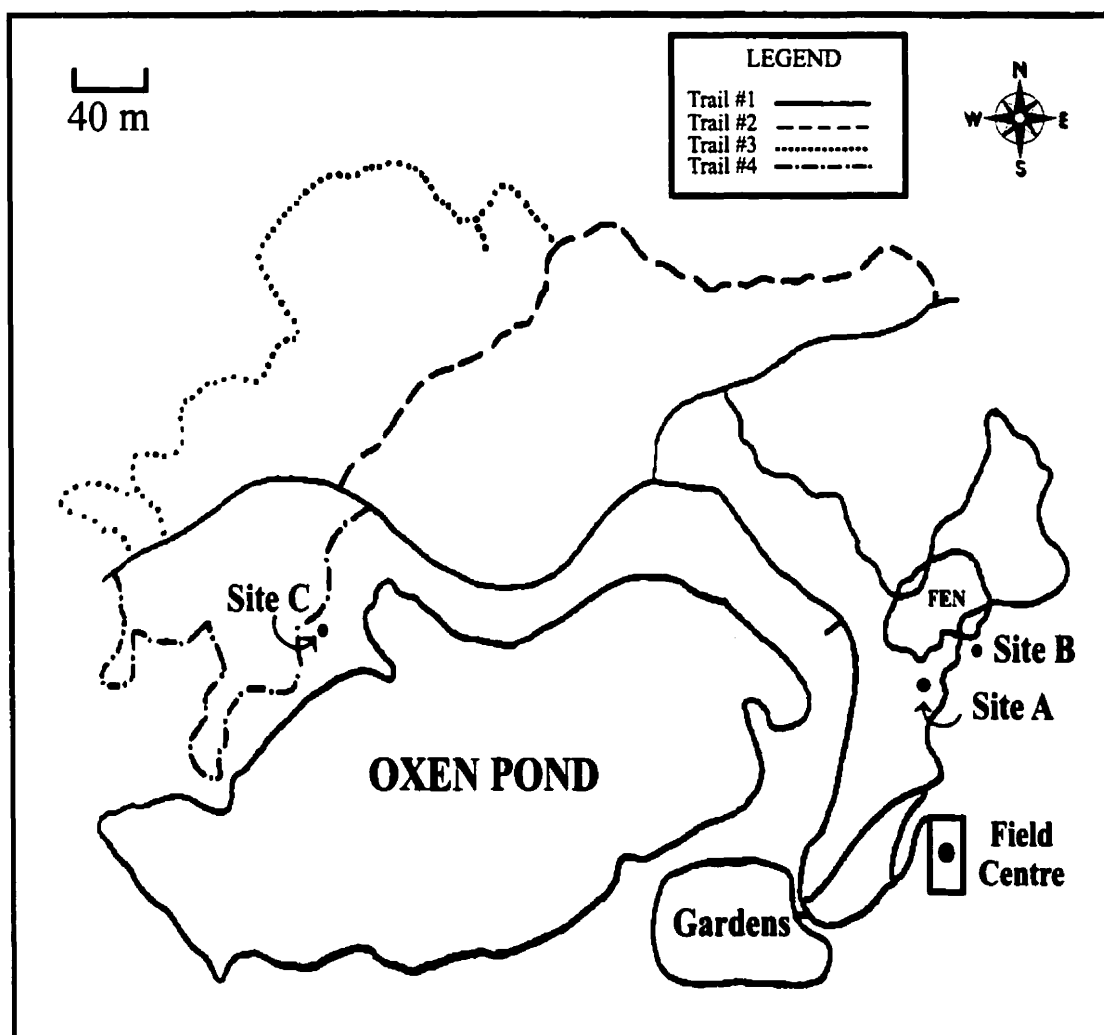 40 m
LEGEND
Trail #1
Trail #2
Trail #3
Trail #4
N
W E
S
Site C
FEN
Site B
Site A
OXEN POND
Field
Centre
Gardens